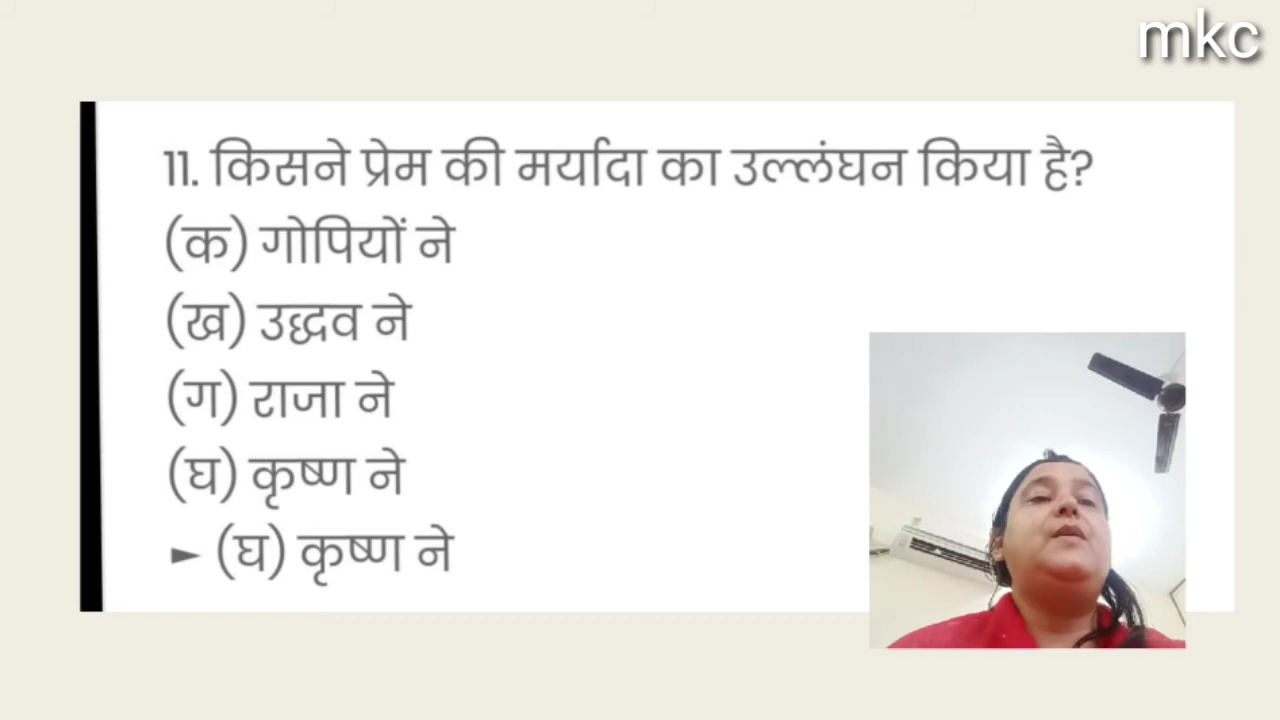 mkc
11. किसने प्रेम की मर्यादा का उल्लंघन किया है?
(क) गोपियों ने
(ख) उद्धव ने
(ग) राजा ने
(घ) कृष्ण ने
► (घ) कृष्ण ने